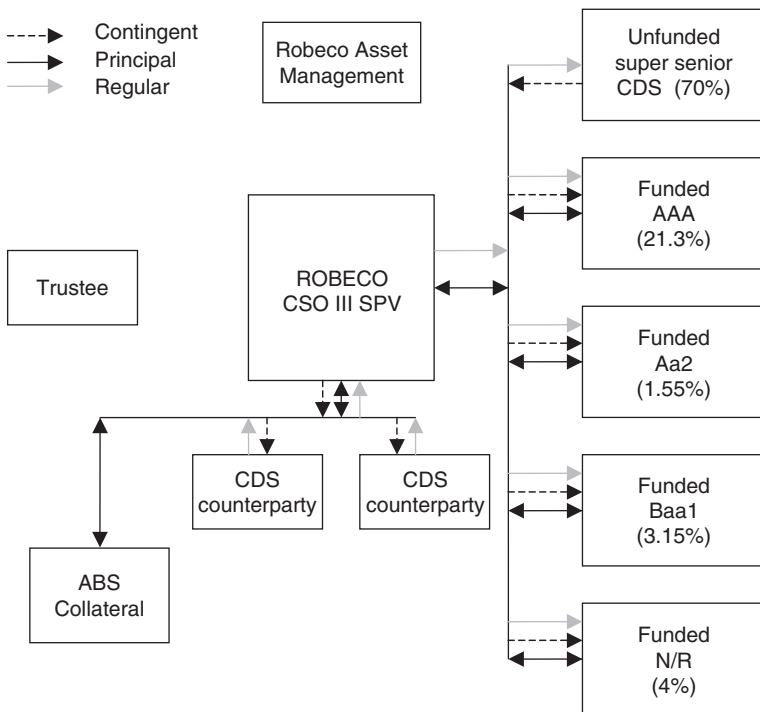 Contingent
Principal
Regular
Robeco Asset
Management
Unfunded
super senior
CDS (70%)
Funded
AAA
(21.3%)
Trustee
ROBECO
CSO III SPV
Funded
Aa2
(1.55%)
CDS
counterparty
CDS
counterparty
Funded
Baa1
(3.15%)
ABS
Collateral
Funded
N/R
(4%)